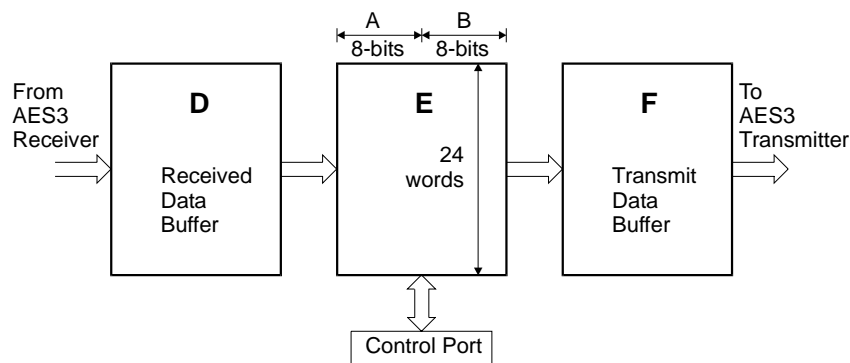 A B
8-bits 8-bits
From
AES3
Receiver
D
Received
Data
Buffer
E
24
words
F
Transmit
Data
Buffer
To
AES3
Transmitter
Control Port